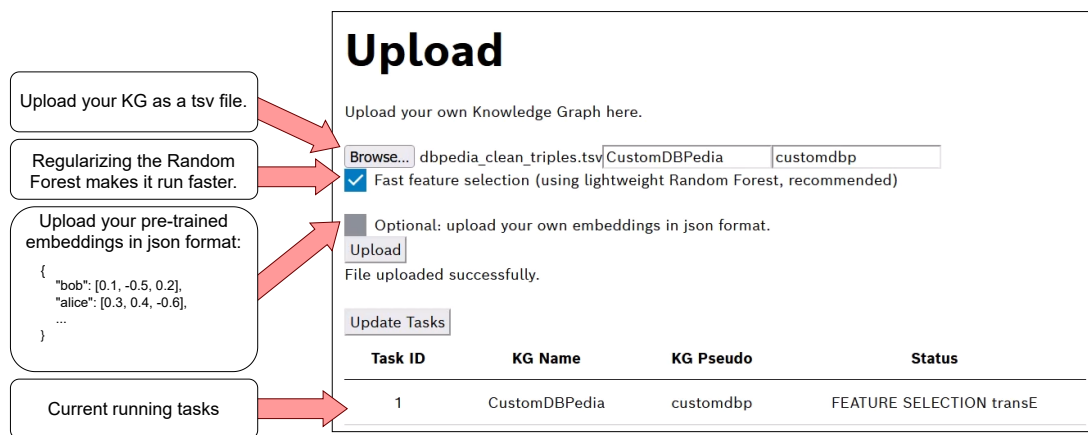 Upload your KG as a tsv file.
Regularizing the Random
Forest makes it run faster.
Upload your pre-trained
embeddings in json format:
{
"bob": [0.1, -0.5, 0.2],
"alice": [0.3, 0.4, -0.6],
...
}
Current running tasks
Upload
Upload your own Knowledge Graph here.
Browse... dbpedia_clean_triples.tsv CustomDBPedia customdbp
Fast feature selection (using lightweight Random Forest, recommended)
Optional: upload your own embeddings in json format.
Upload
File uploaded successfully.
Update Tasks
Task ID KG Name KG Pseudo Status
1 CustomDBPedia customdbp FEATURE SELECTION transE